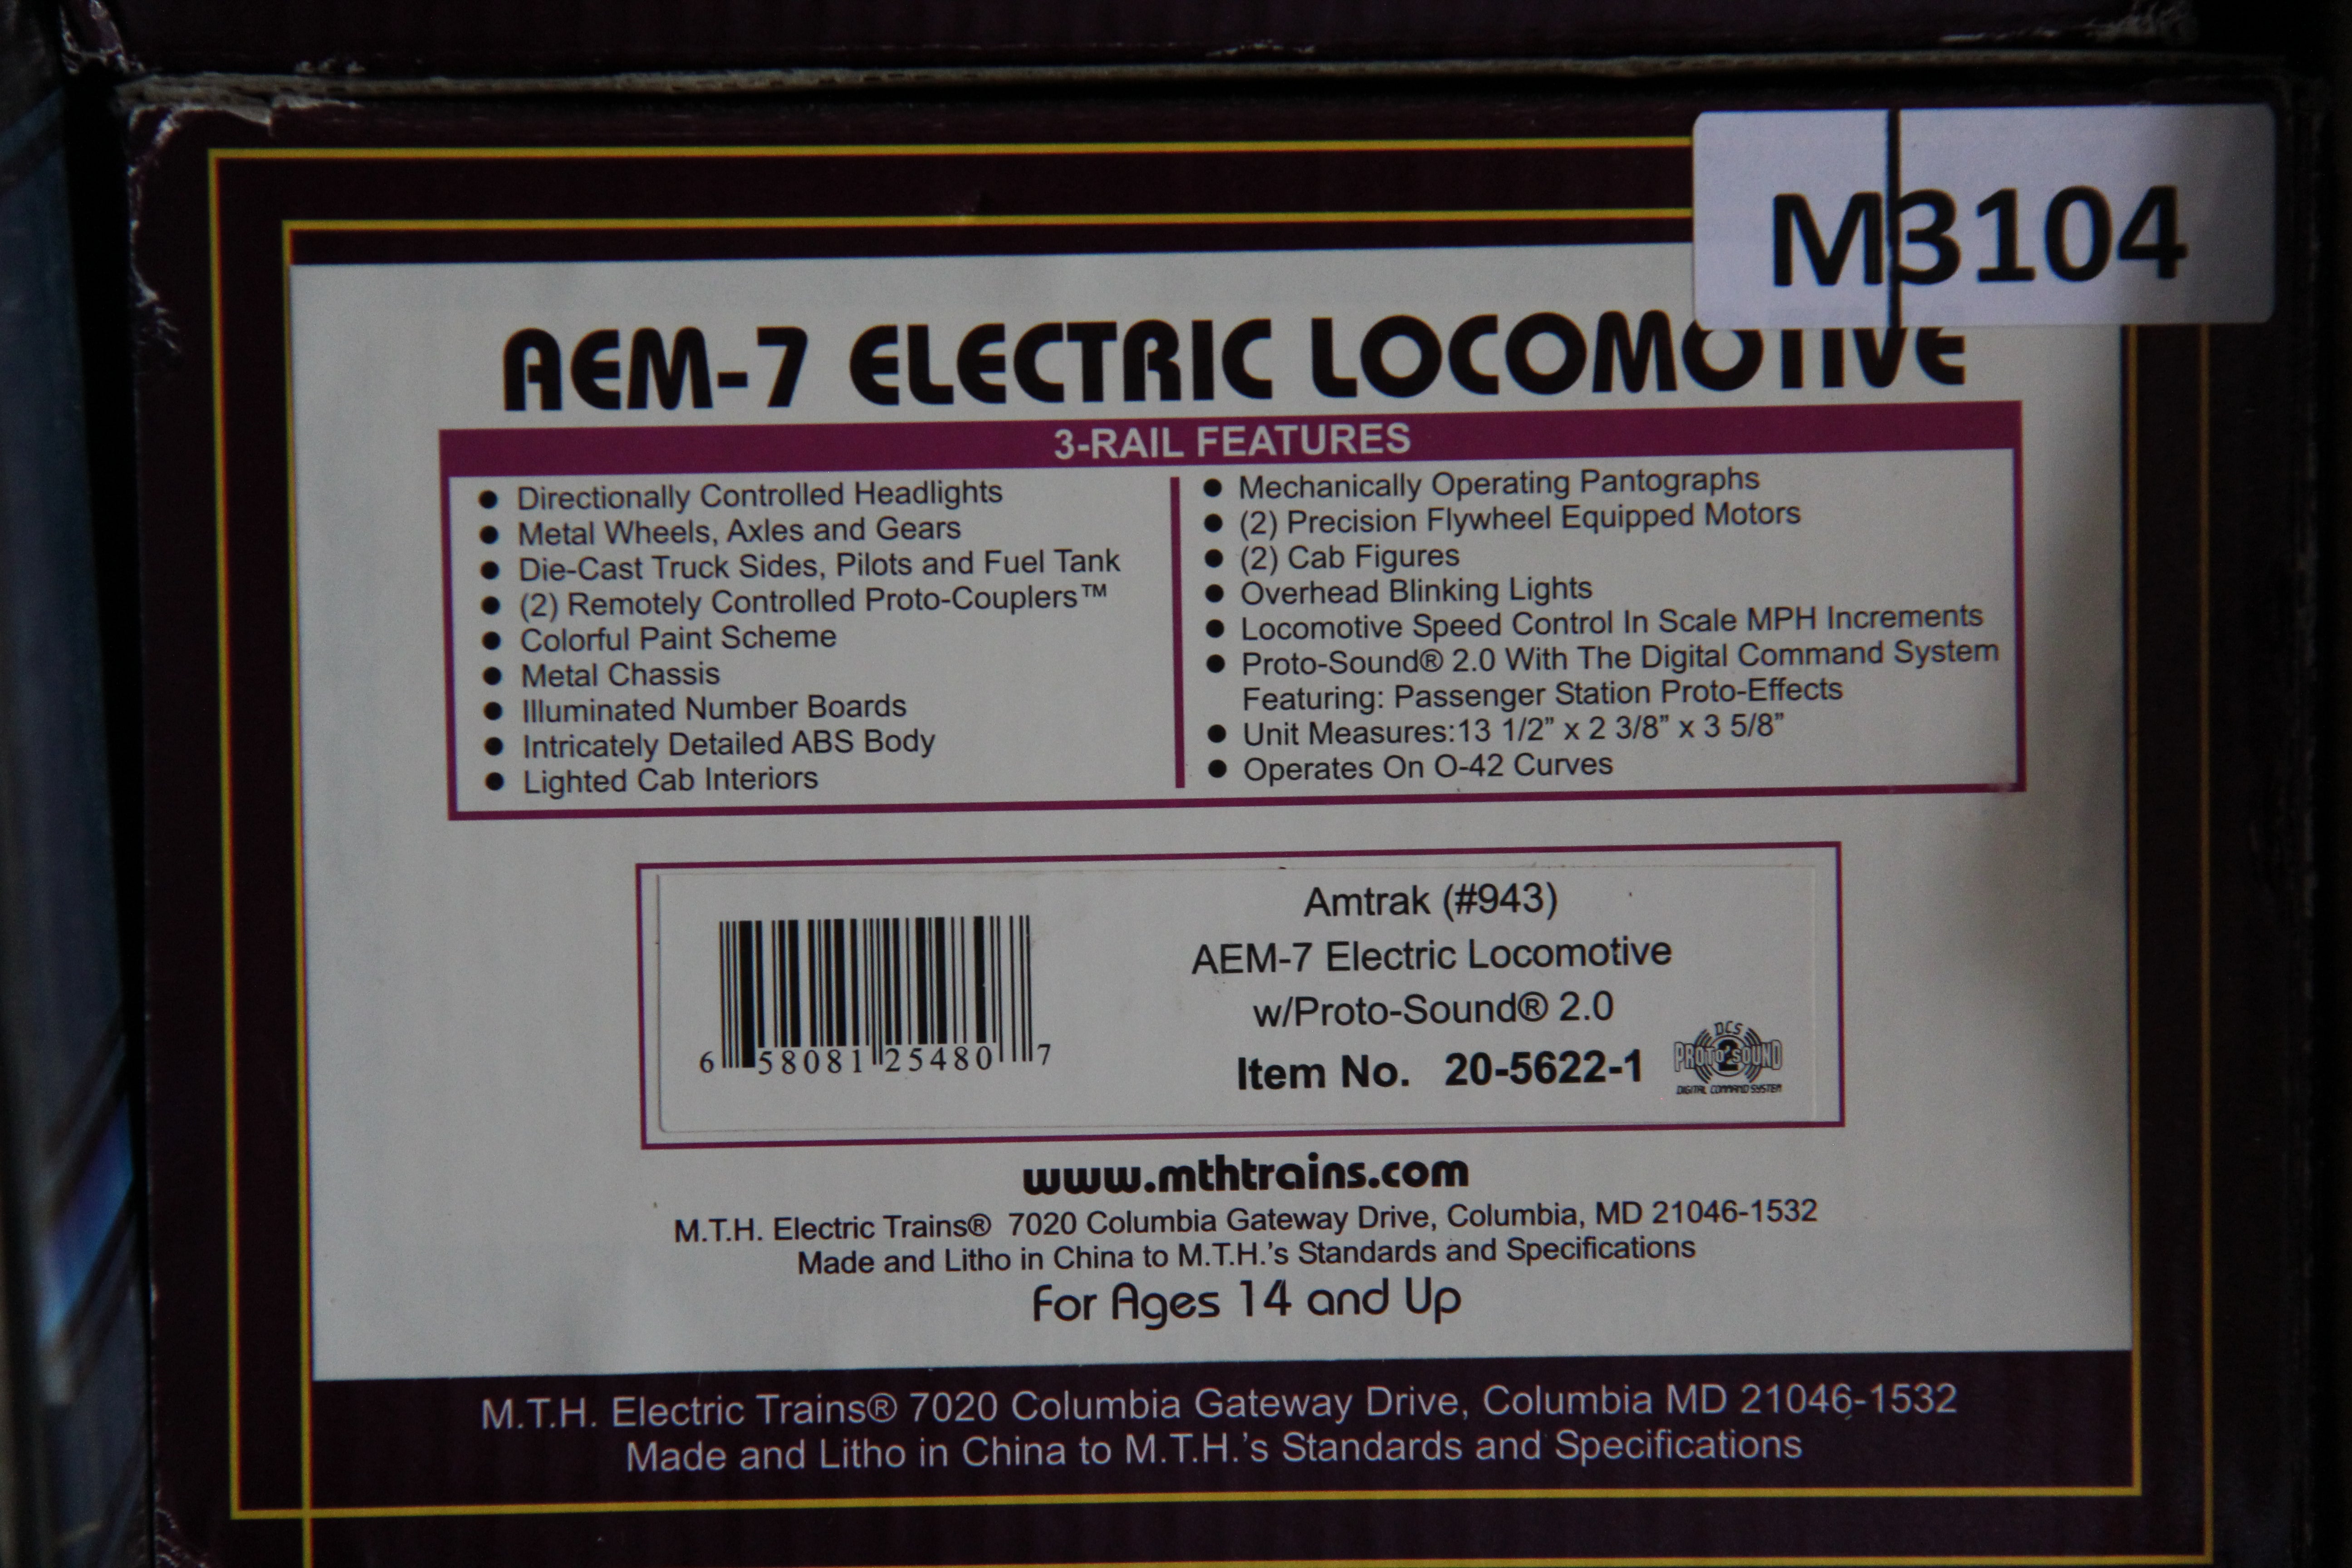 M3104
AEM-7 ELECTRIC LOCOMOTIVE
3-RAIL FEATURES
● Directionally Controlled Headlights
● Metal Wheels, Axles and Gears
● Die-Cast Truck Sides, Pilots and Fuel Tank
● (2) Remotely Controlled Proto-Couplers™
● Colorful Paint Scheme
● Metal Chassis
● Illuminated Number Boards
● Intricately Detailed ABS Body
● Lighted Cab Interiors
● Mechanically Operating Pantographs
● (2) Precision Flywheel Equipped Motors
● (2) Cab Figures
● Overhead Blinking Lights
● Locomotive Speed Control In Scale MPH Increments
● Proto-Sound® 2.0 With The Digital Command System
Featuring: Passenger Station Proto-Effects
● Unit Measures:13 1/2” x 2 3/8” x 3 5/8”
● Operates On O-42 Curves
6 58081 25480 7
Amtrak (#943)
AEM-7 Electric Locomotive
w/Proto-Sound® 2.0
Item No. 20-5622-1
DCS
PROTO SOUND
2
DIGITAL COMMAND SYSTEM
www.mthtrains.com
M.T.H. Electric Trains® 7020 Columbia Gateway Drive, Columbia, MD 21046-1532
Made and Litho in China to M.T.H.’s Standards and Specifications
For Ages 14 and Up
M.T.H. Electric Trains® 7020 Columbia Gateway Drive, Columbia MD 21046-1532
Made and Litho in China to M.T.H.’s Standards and Specifications